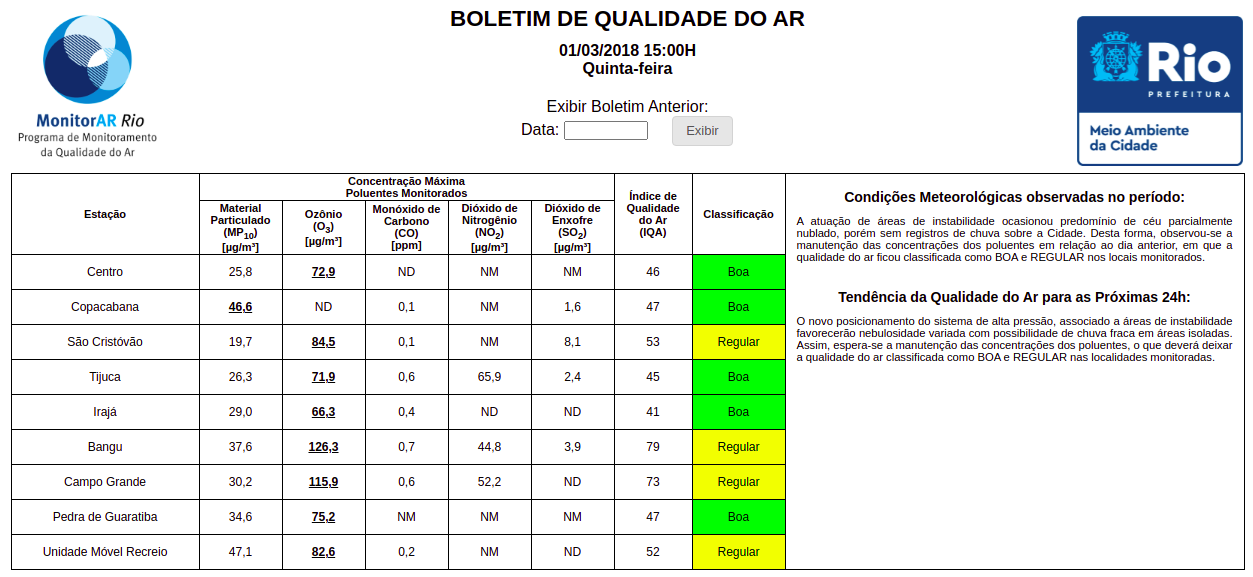 BOLETIM DE QUALIDADE DO AR
01/03/2018 15:00H
Quinta-feira
Exibir Boletim Anterior:
Data: Exibir
MonitorAR Rio
Programa de Monitoramento
da Qualidade do Ar
Rio
PREFEITURA
Meio Ambiente
da Cidade
Estação
Concentração Máxima
Poluentes Monitorados
Material
Particulado
(MP10)
[µg/m³]
Ozônio
(O3)
[µg/m³]
Monóxido de
Carbono
(CO)
[ppm]
Dióxido de
Nitrogênio
(NO2)
[µg/m³]
Dióxido de
Enxofre
(SO2)
[µg/m³]
Índice de
Qualidade
do Ar
(IQA)
Classificação
Centro 25,8 72,9 ND NM NM 46 Boa
Copacabana 46,6 ND 0,1 NM 1,6 47 Boa
São Cristóvão 19,7 84,5 0,1 NM 8,1 53 Regular
Tijuca 26,3 71,9 0,6 65,9 2,4 45 Boa
Irajá 29,0 66,3 0,4 ND ND 41 Boa
Bangu 37,6 126,3 0,7 44,8 3,9 79 Regular
Campo Grande 30,2 115,9 0,6 52,2 ND 73 Regular
Pedra de Guaratiba 34,6 75,2 NM NM NM 47 Boa
Unidade Móvel Recreio 47,1 82,6 0,2 NM ND 52 Regular
Condições Meteorológicas observadas no período:
A atuação de áreas de instabilidade ocasionou predomínio de céu parcialmente
nublado, porém sem registros de chuva sobre a Cidade. Desta forma, observou-se a
manutenção das concentrações dos poluentes em relação ao dia anterior, em que a
qualidade do ar ficou classificada como BOA e REGULAR nos locais monitorados.
Tendência da Qualidade do Ar para as Próximas 24h:
O novo posicionamento do sistema de alta pressão, associado a áreas de instabilidade
favorecerão nebulosidade variada com possibilidade de chuva fraca em áreas isoladas.
Assim, espera-se a manutenção das concentrações dos poluentes, o que deverá deixar
a qualidade do ar classificada como BOA e REGULAR nas localidades monitoradas.